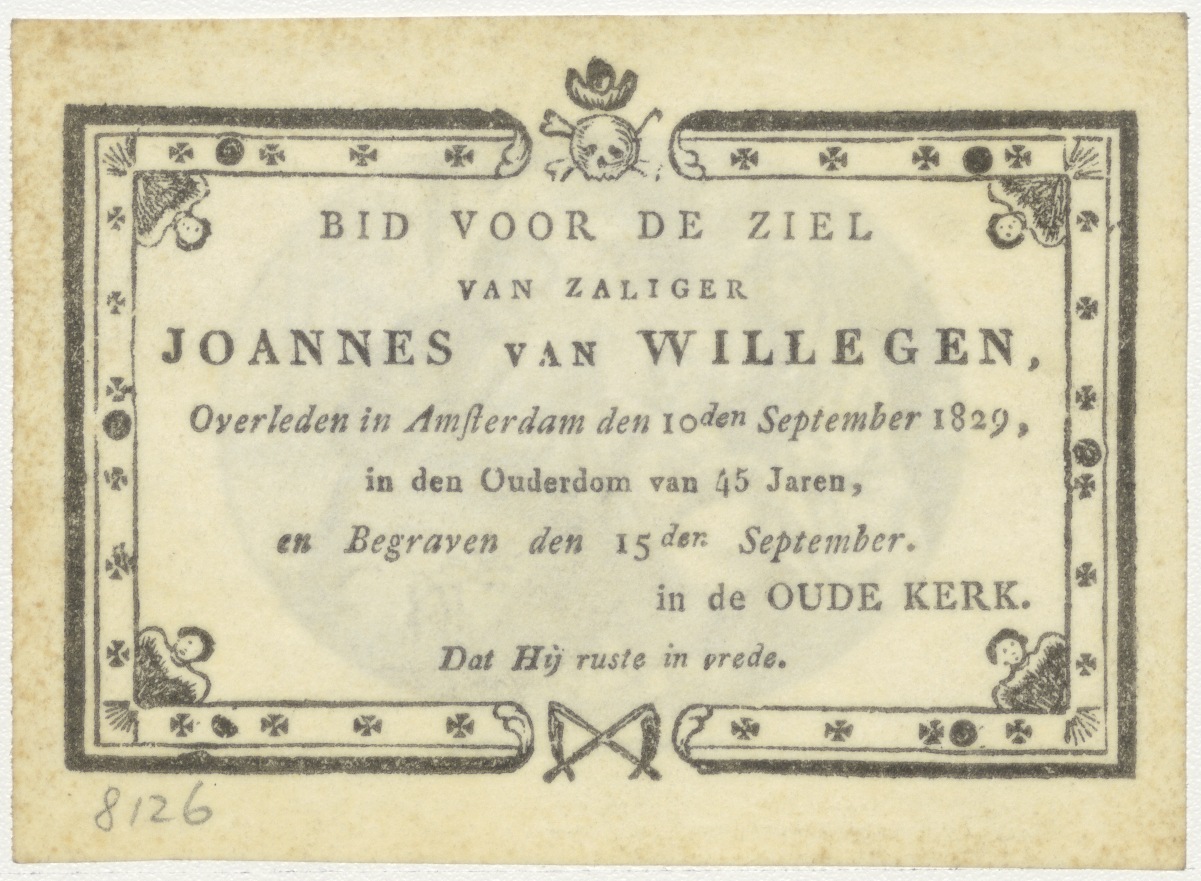 BID VOOR DE ZIEL
VAN ZALIGER
JOANNES VAN WILLEGEN,
Overleden in Amſterdam den 10den September 1829,
in den Ouderdom van 45 Jaren,
en Begraven den 15den September.
in de OUDE KERK.
Dat Hij ruste in vrede.
8126